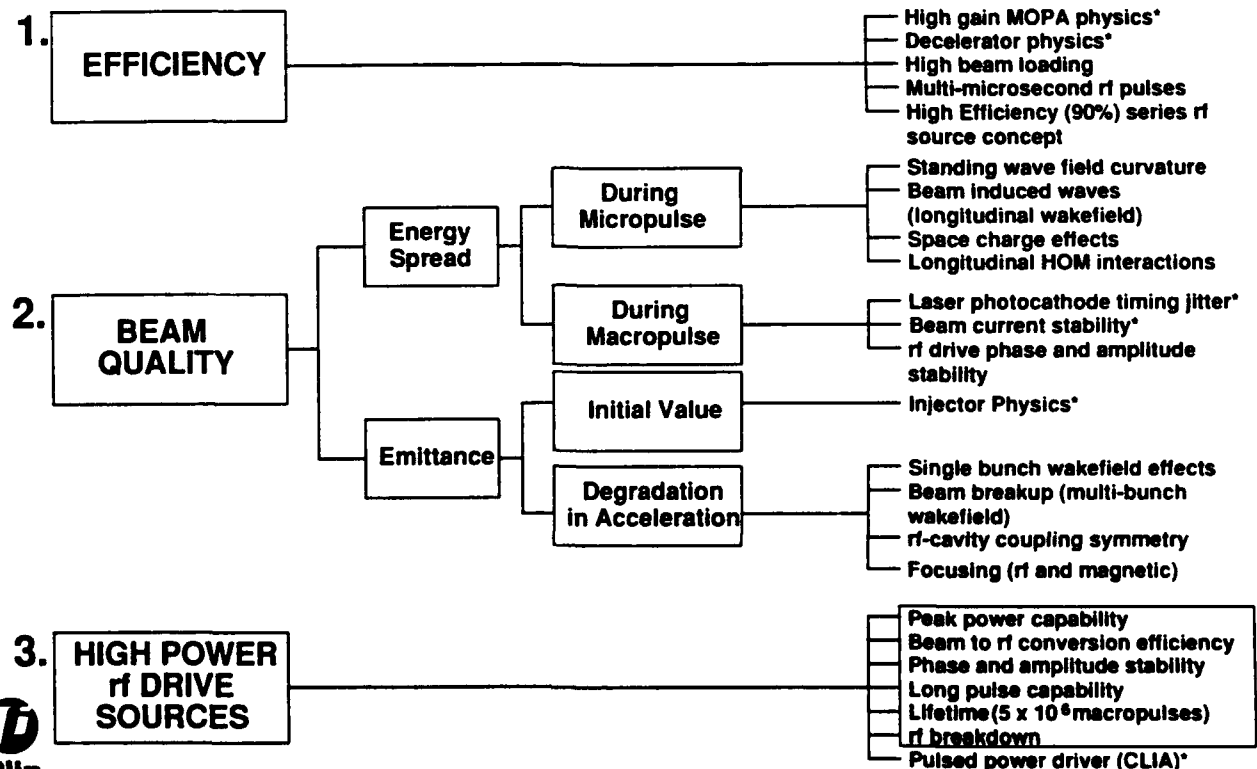 1.
EFFICIENCY
High gain MOPA physics*
Decelerator physics*
High beam loading
Multi-microsecond rf pulses
High Efficiency (90%) series rf
source concept
2.
BEAM
QUALITY
Energy
Spread
During
Micropulse
Standing wave field curvature
Beam induced waves
(longitudinal wakefield)
Space charge effects
Longitudinal HOM interactions
During
Macropulse
Laser photocathode timing jitter*
Beam current stability*
rf drive phase and amplitude
stability
Emittance
Initial Value
Injector Physics*
Degradation
in Acceleration
Single bunch wakefield effects
Beam breakup (multi-bunch
wakefield)
rf-cavity coupling symmetry
Focusing (rf and magnetic)
3.
HIGH POWER
rf DRIVE
SOURCES
Peak power capability
Beam to rf conversion efficiency
Phase and amplitude stability
Long pulse capability
Lifetime (5 x 10⁶ macropulses)
rf breakdown
Pulsed power driver (CLIA)*